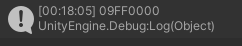 [00:18:05] 09FF0000
UnityEngine.Debug:Log(Object)